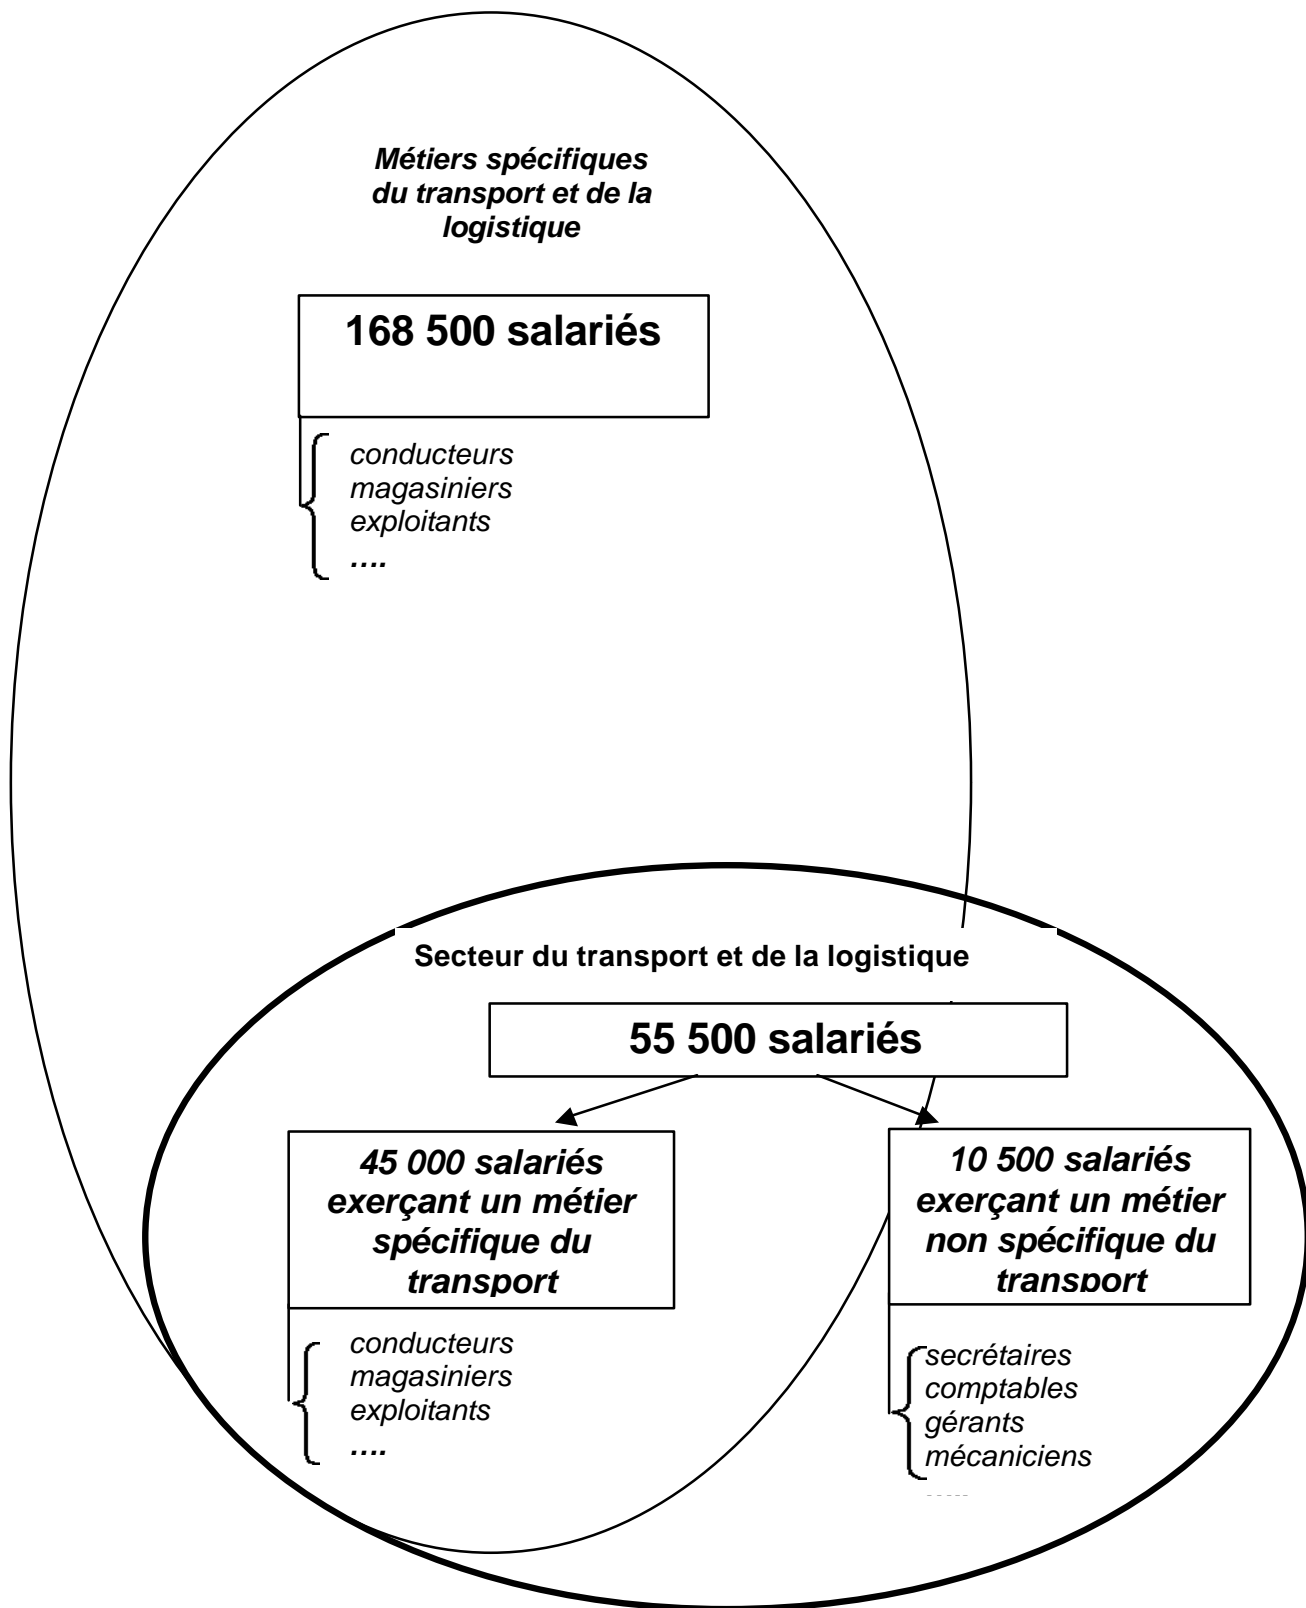 Métiers spécifiques
du transport et de la
logistique
168 500 salariés
conducteurs
magasiniers
exploitants
....
Secteur du transport et de la logistique
55 500 salariés
45 000 salariés
exerçant un métier
spécifique du
transport
10 500 salariés
exerçant un métier
non spécifique du
transport
conducteurs
magasiniers
exploitants
....
secrétaires
comptables
gérants
mécaniciens
....